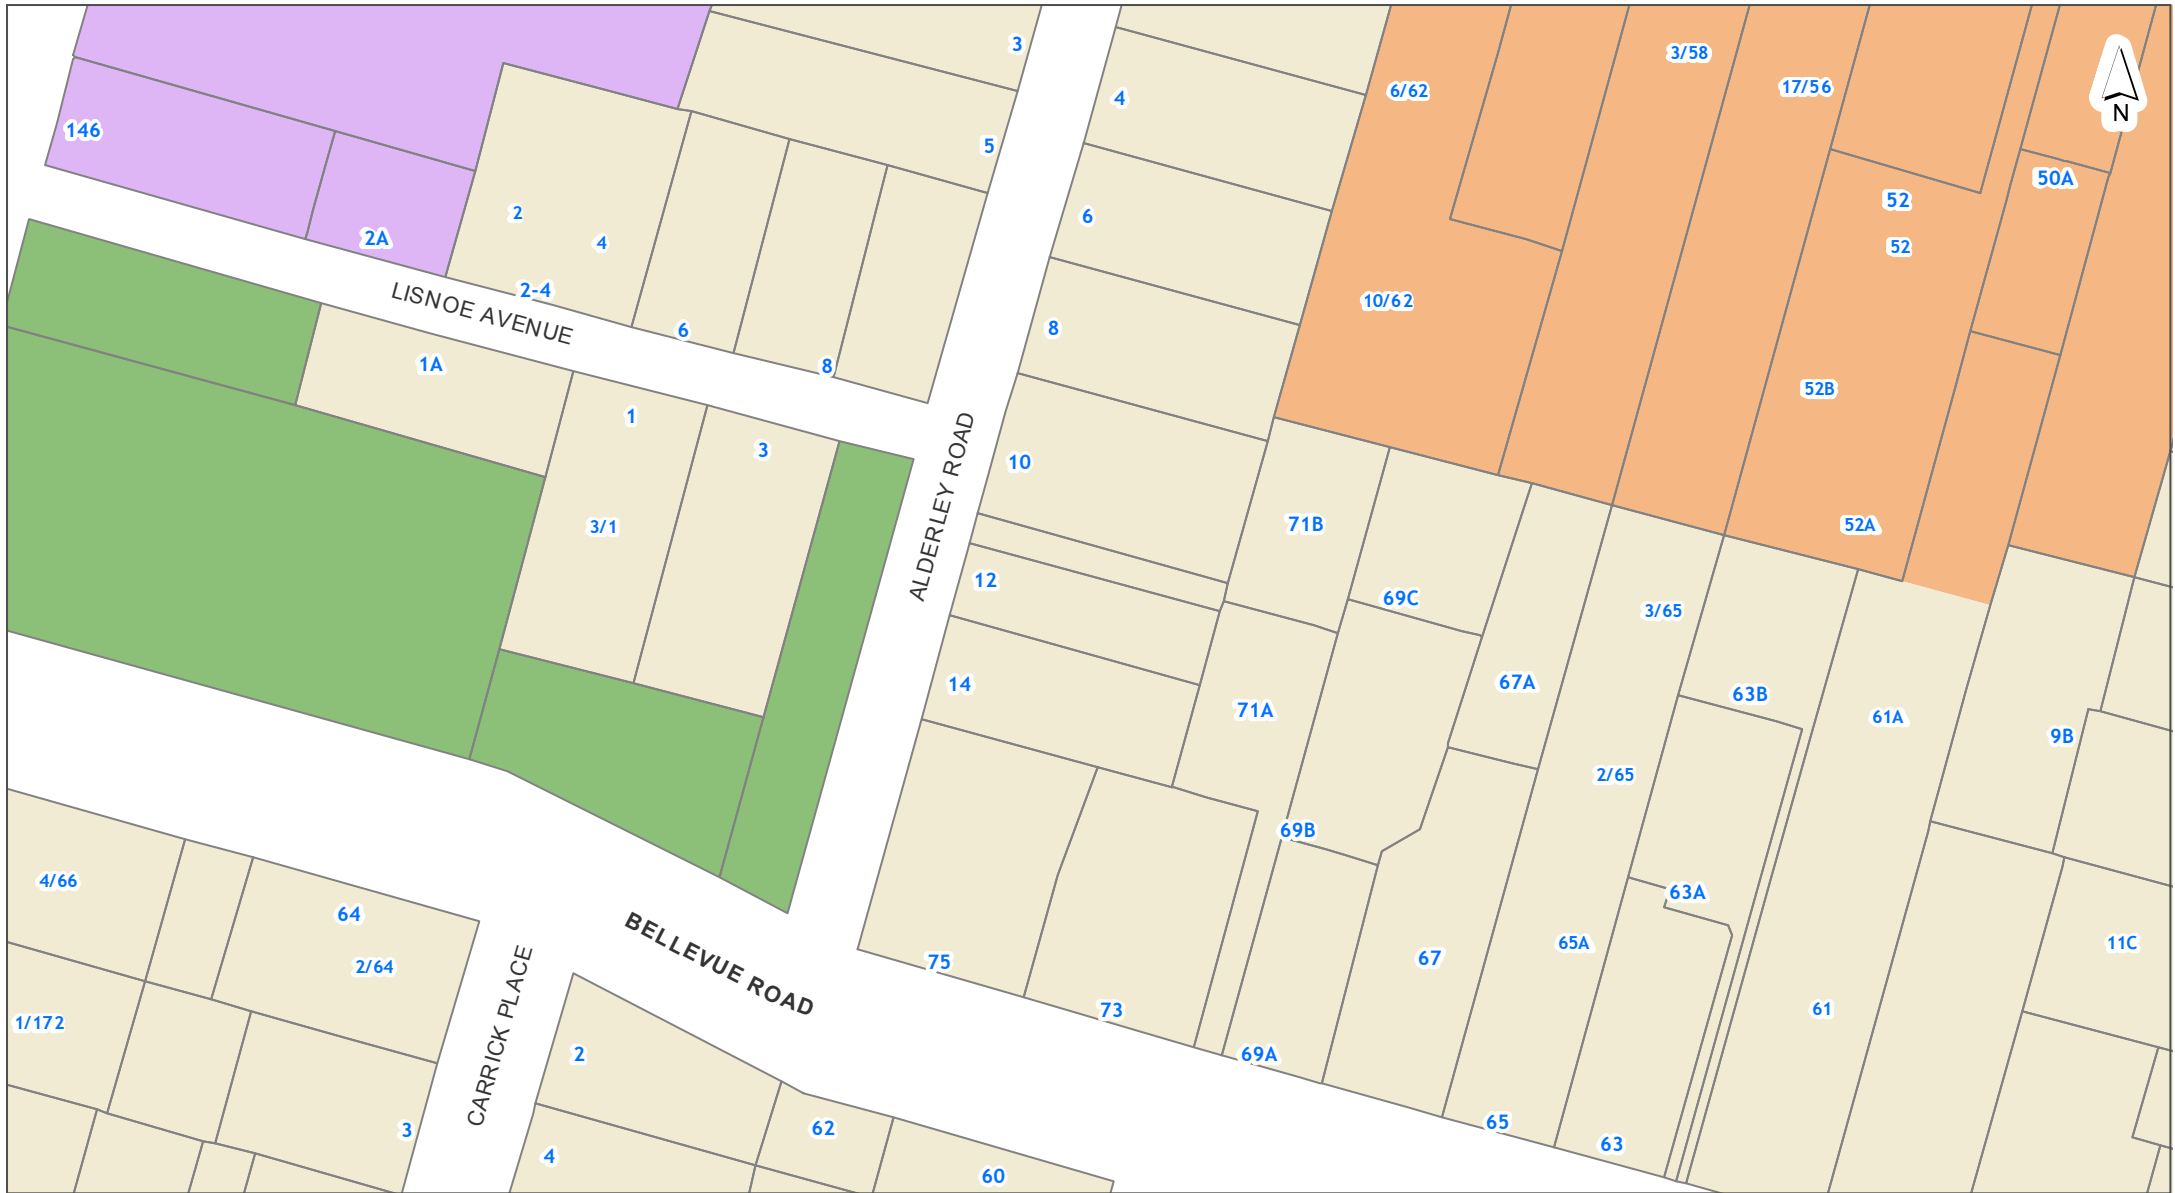 3
3/58
17/56
6/62
4
N
146
5
50A
52
2
6
2A
4
52
2-4
10/62
LISNOE AVENUE
8
6
1A
8
52B
1
3
10
ALDERLEY ROAD
71B
52A
3/1
12
69C
3/65
14
67A
63B
71A
61A
9B
2/65
69B
4/66
63A
64
BELLEVUE ROAD
65A
11C
67
75
2/64
CARRICK PLACE
73
61
1/172
2
69A
65
62
3
63
4
60